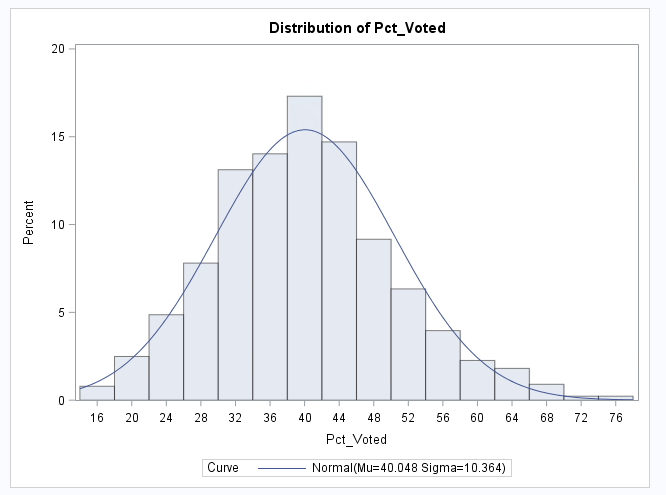 Distribution of Pct_Voted
20
15
10
5
0
Percent
16 20 24 28 32 36 40 44 48 52 56 60 64 68 72 76
Pct_Voted
Curve Normal(Mu=40.048 Sigma=10.364)